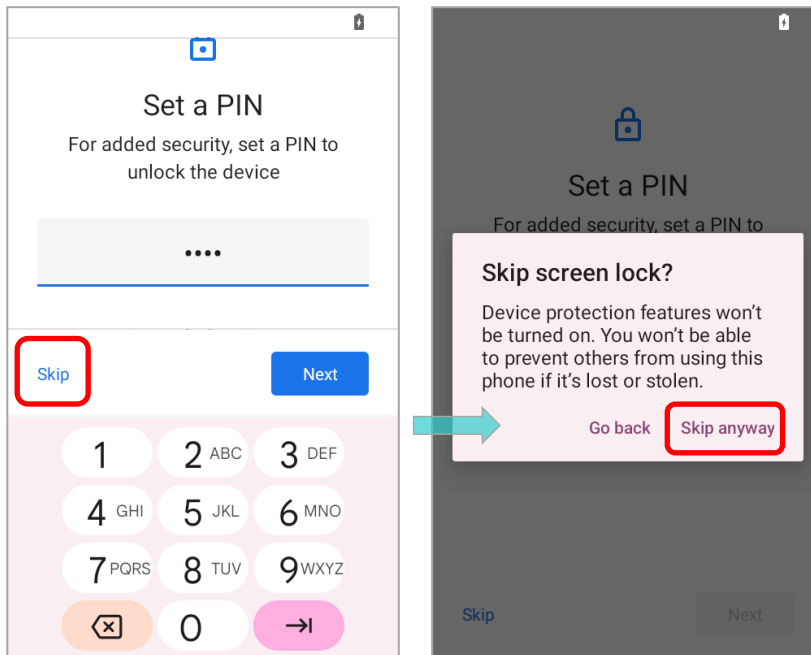 Set a PIN
For added security, set a PIN to
unlock the device
••••
Skip
Next
1
2 ABC
3 DEF
4 GHI
5 JKL
6 MNO
7 PQRS
8 TUV
9 WXYZ
0
Set a PIN
For added security, set a PIN to
Skip screen lock?
Device protection features won't
be turned on. You won't be able
to prevent others from using this
phone if it's lost or stolen.
Go back
Skip anyway
Skip
Next